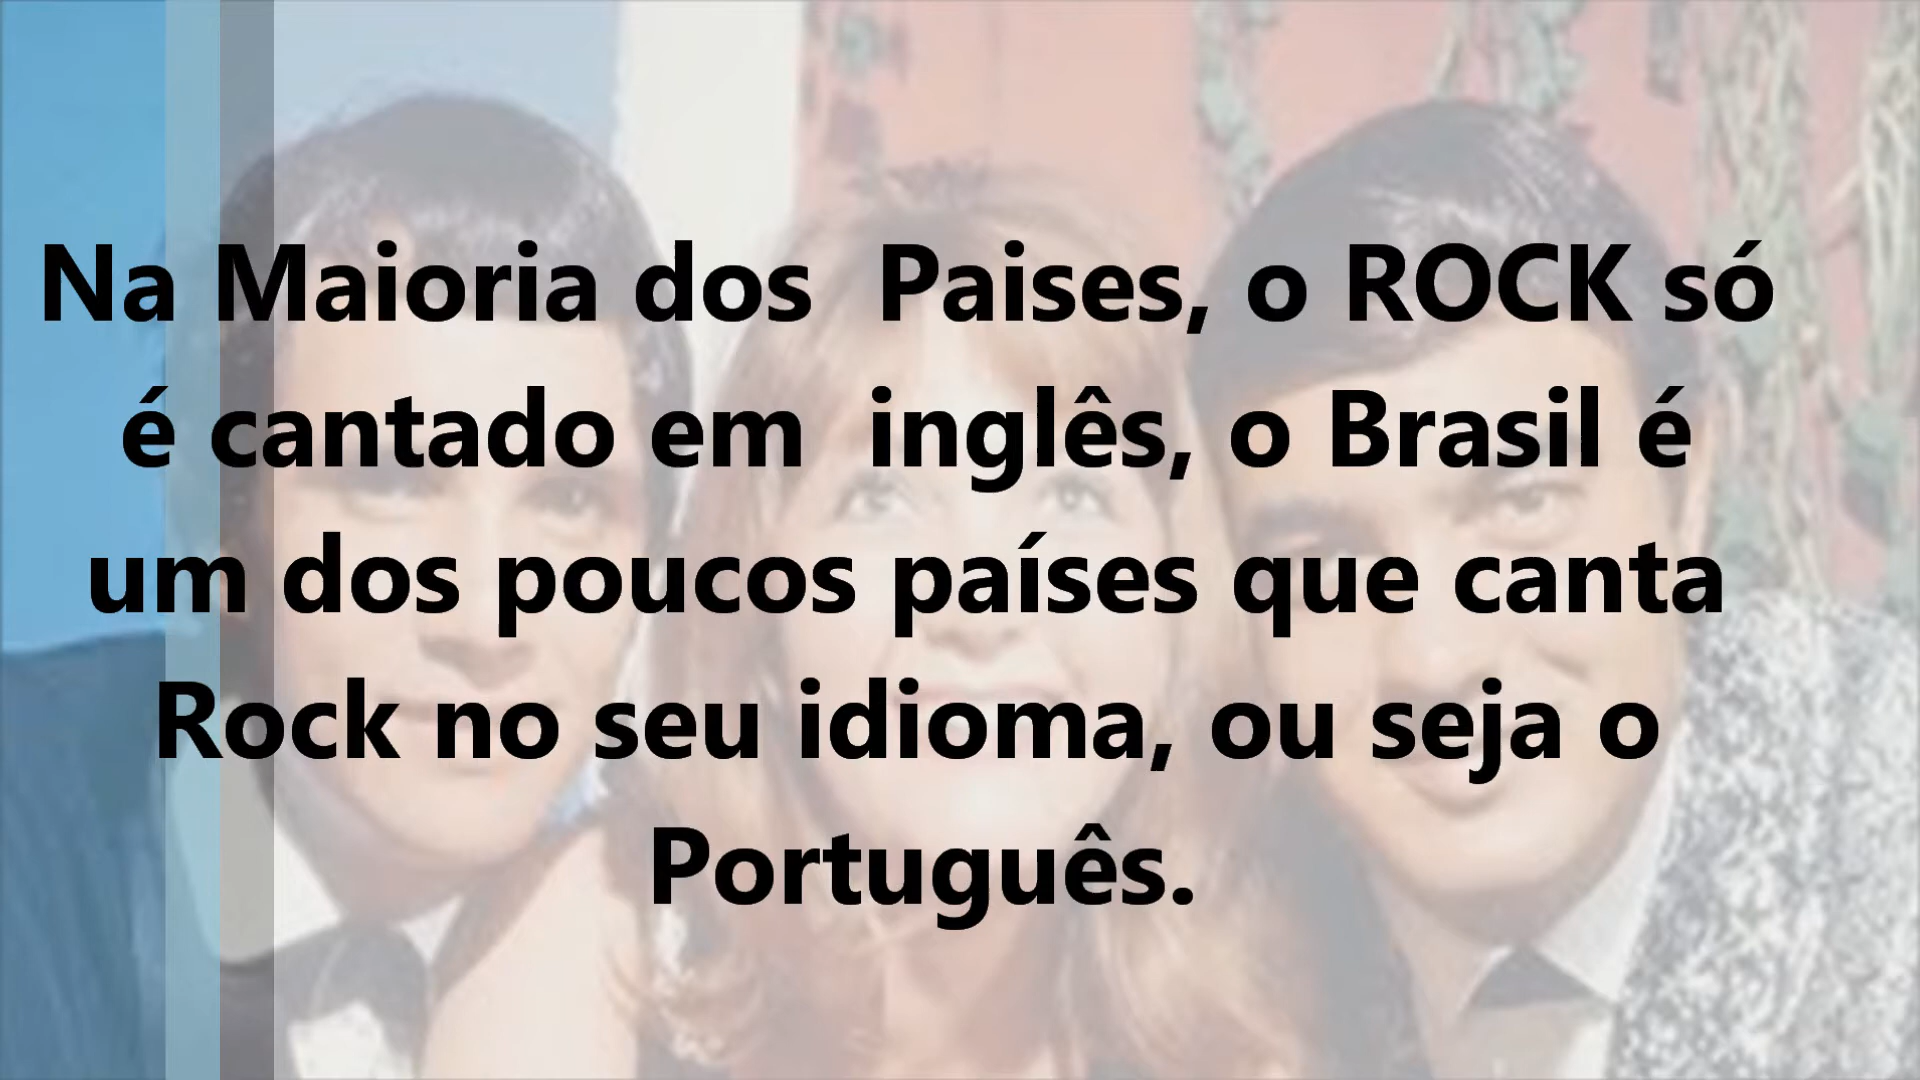 Na Maioria dos  Paises, o ROCK só
é cantado em  inglês, o Brasil é
um dos poucos países que canta
Rock no seu idioma, ou seja o
Português.